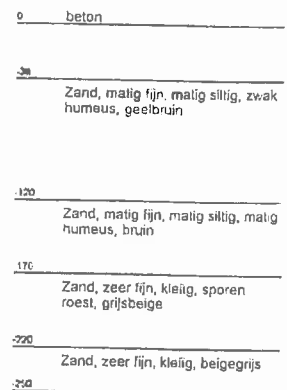 0 beton
Zand, matig fijn, matig siltig, zwak
humeus, geelbruin
-120
Zand, matig fijn, matig siltig, matig
humeus, bruin
170
Zand, zeer fijn, kleiig, sporen
roest, grijsbeige
-220
Zand, zeer fijn, kleiig, beigegrijs
-250